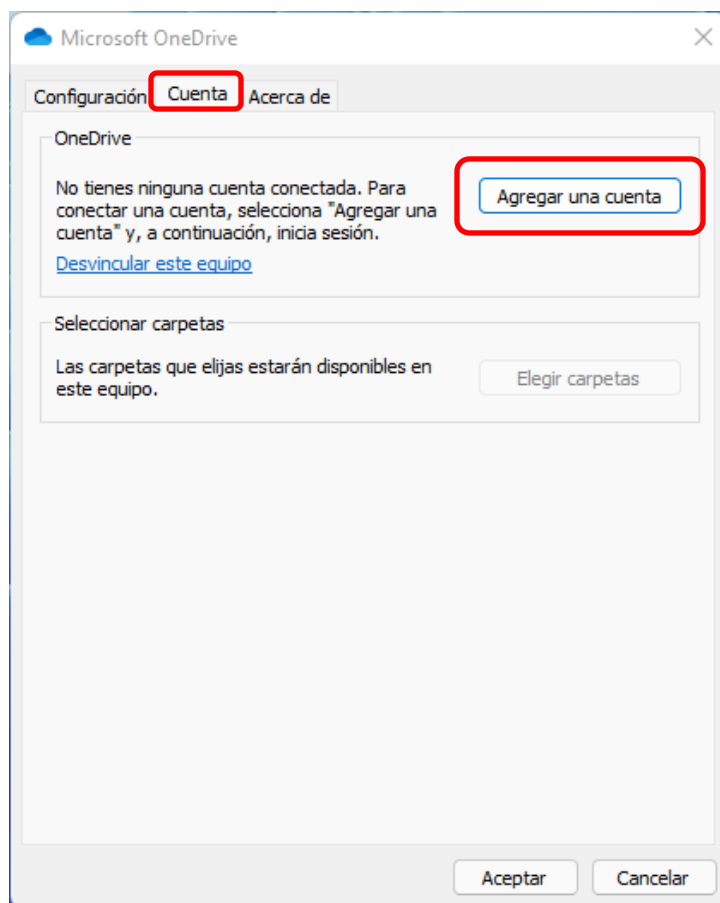 Microsoft OneDrive
Configuración Cuenta Acerca de
OneDrive
No tienes ninguna cuenta conectada. Para
conectar una cuenta, selecciona "Agregar una
cuenta" y, a continuación, inicia sesión.
Agregar una cuenta
Desvincular este equipo
Seleccionar carpetas
Las carpetas que elijas estarán disponibles en
este equipo.
Elegir carpetas
Aceptar Cancelar